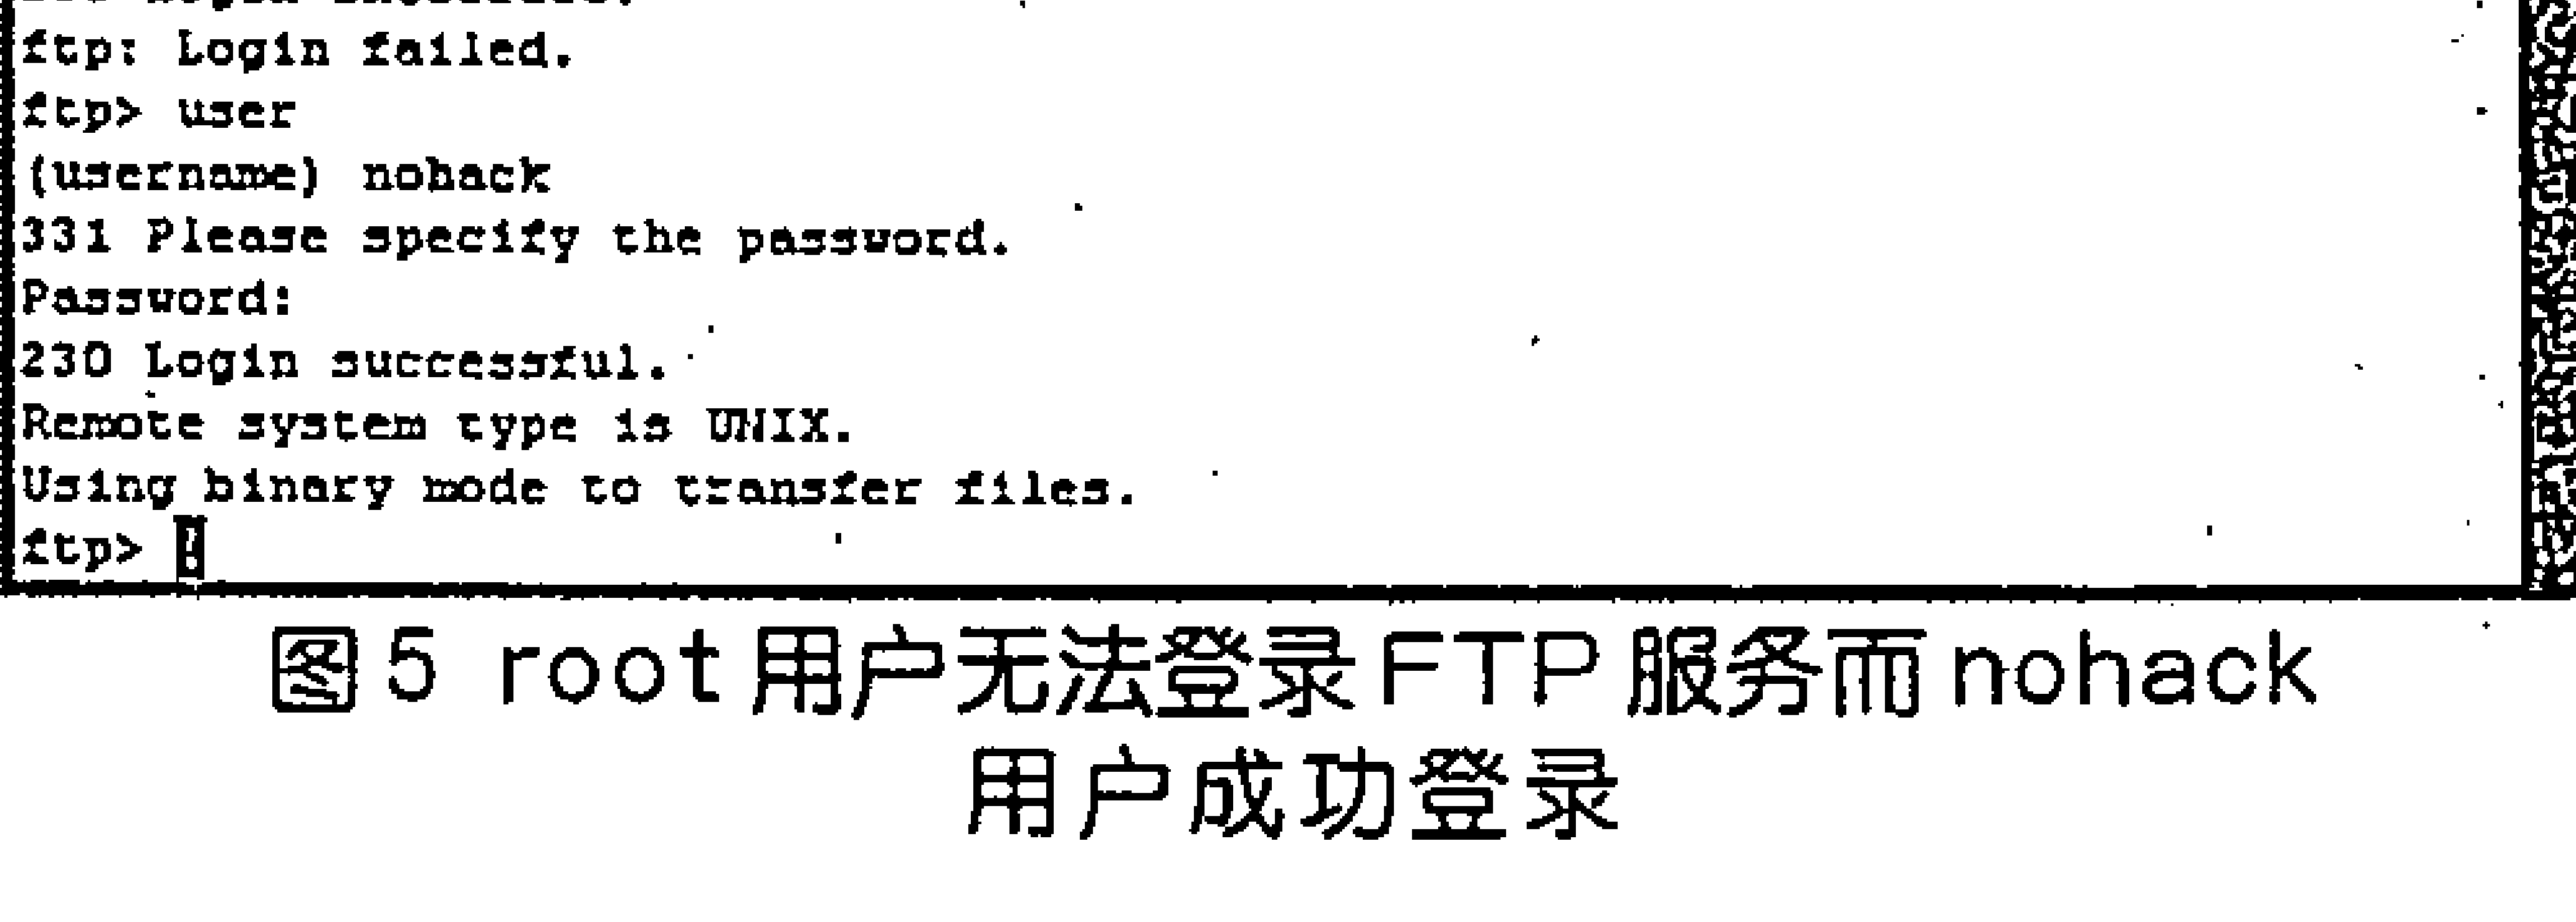 ftp: Login failed.
ftp> user
(username) nohack
331 Please specify the password.
Password:
230 Login successful.
Remote system type is UNIX.
Using binary mode to transfer files.
ftp>
图5 root用户无法登录FTP服务而nohack
用户成功登录